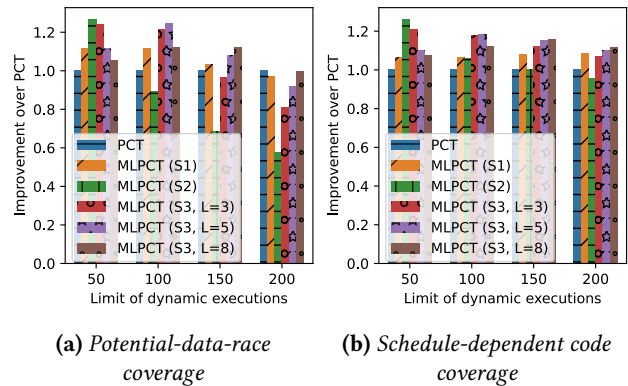 Improvement over PCT
1.2
1.0
0.8
0.6
0.4
0.2
0.0
PCT
MLPCT (S1)
MLPCT (S2)
MLPCT (S3, L=3)
MLPCT (S3, L=5)
MLPCT (S3, L=8)
50 100 150 200
Limit of dynamic executions
(a) Potential-data-race
coverage
Improvement over PCT
1.2
1.0
0.8
0.6
0.4
0.2
0.0
PCT
MLPCT (S1)
MLPCT (S2)
MLPCT (S3, L=3)
MLPCT (S3, L=5)
MLPCT (S3, L=8)
50 100 150 200
Limit of dynamic executions
(b) Schedule-dependent code
coverage